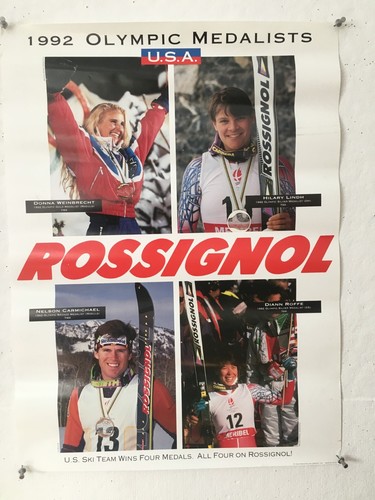 1992 OLYMPIC MEDALISTS
U.S.A.
ROSSIGNOL
DONNA WEINBRECHT
HILARY LINDH
ROSSIGNOL
NELSON CARMICHAEL
DIANN ROFFE
ROSSIGNOL
12
MERIBEL
13
U.S. SKI TEAM WINS FOUR MEDALS. ALL FOUR ON ROSSIGNOL!